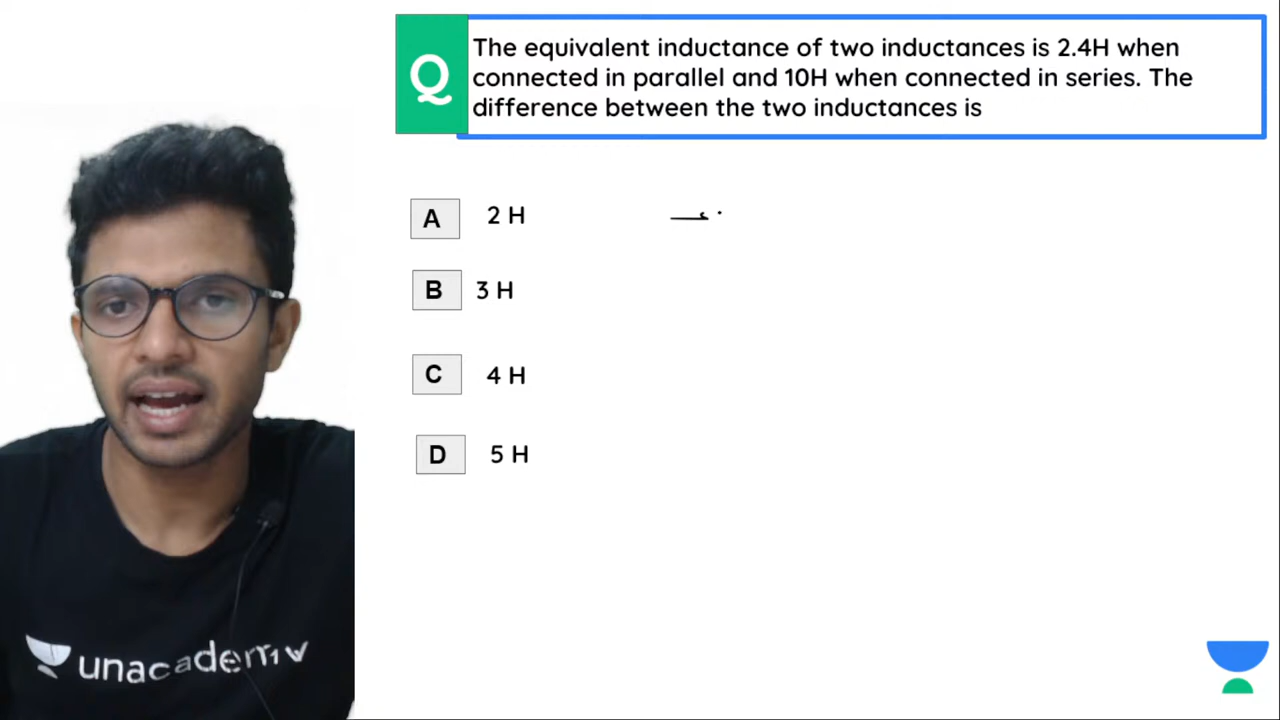 Q
The equivalent inductance of two inductances is 2.4H when
connected in parallel and 10H when connected in series. The
difference between the two inductances is
A 2 H
B 3 H
C 4 H
D 5 H
unacademy